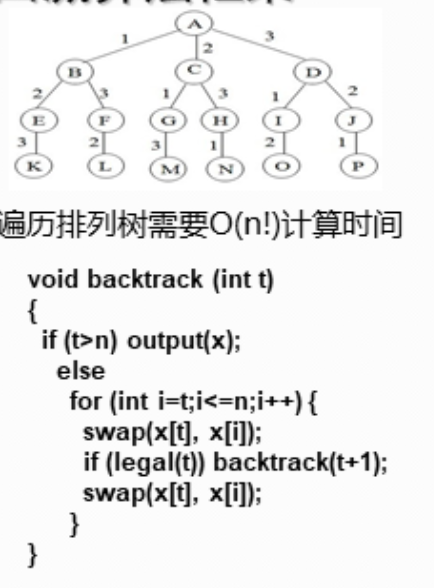 A
1 2 3
B C D
2 3 1 3 1 2
E F G H I J
3 2 3 1 2 1
K L M N O P
遍历排列树需要O(n!)计算时间
void backtrack (int t)
{
if (t>n) output(x);
else
for (int i=t;i<=n;i++) {
swap(x[t], x[i]);
if (legal(t)) backtrack(t+1);
swap(x[t], x[i]);
}
}